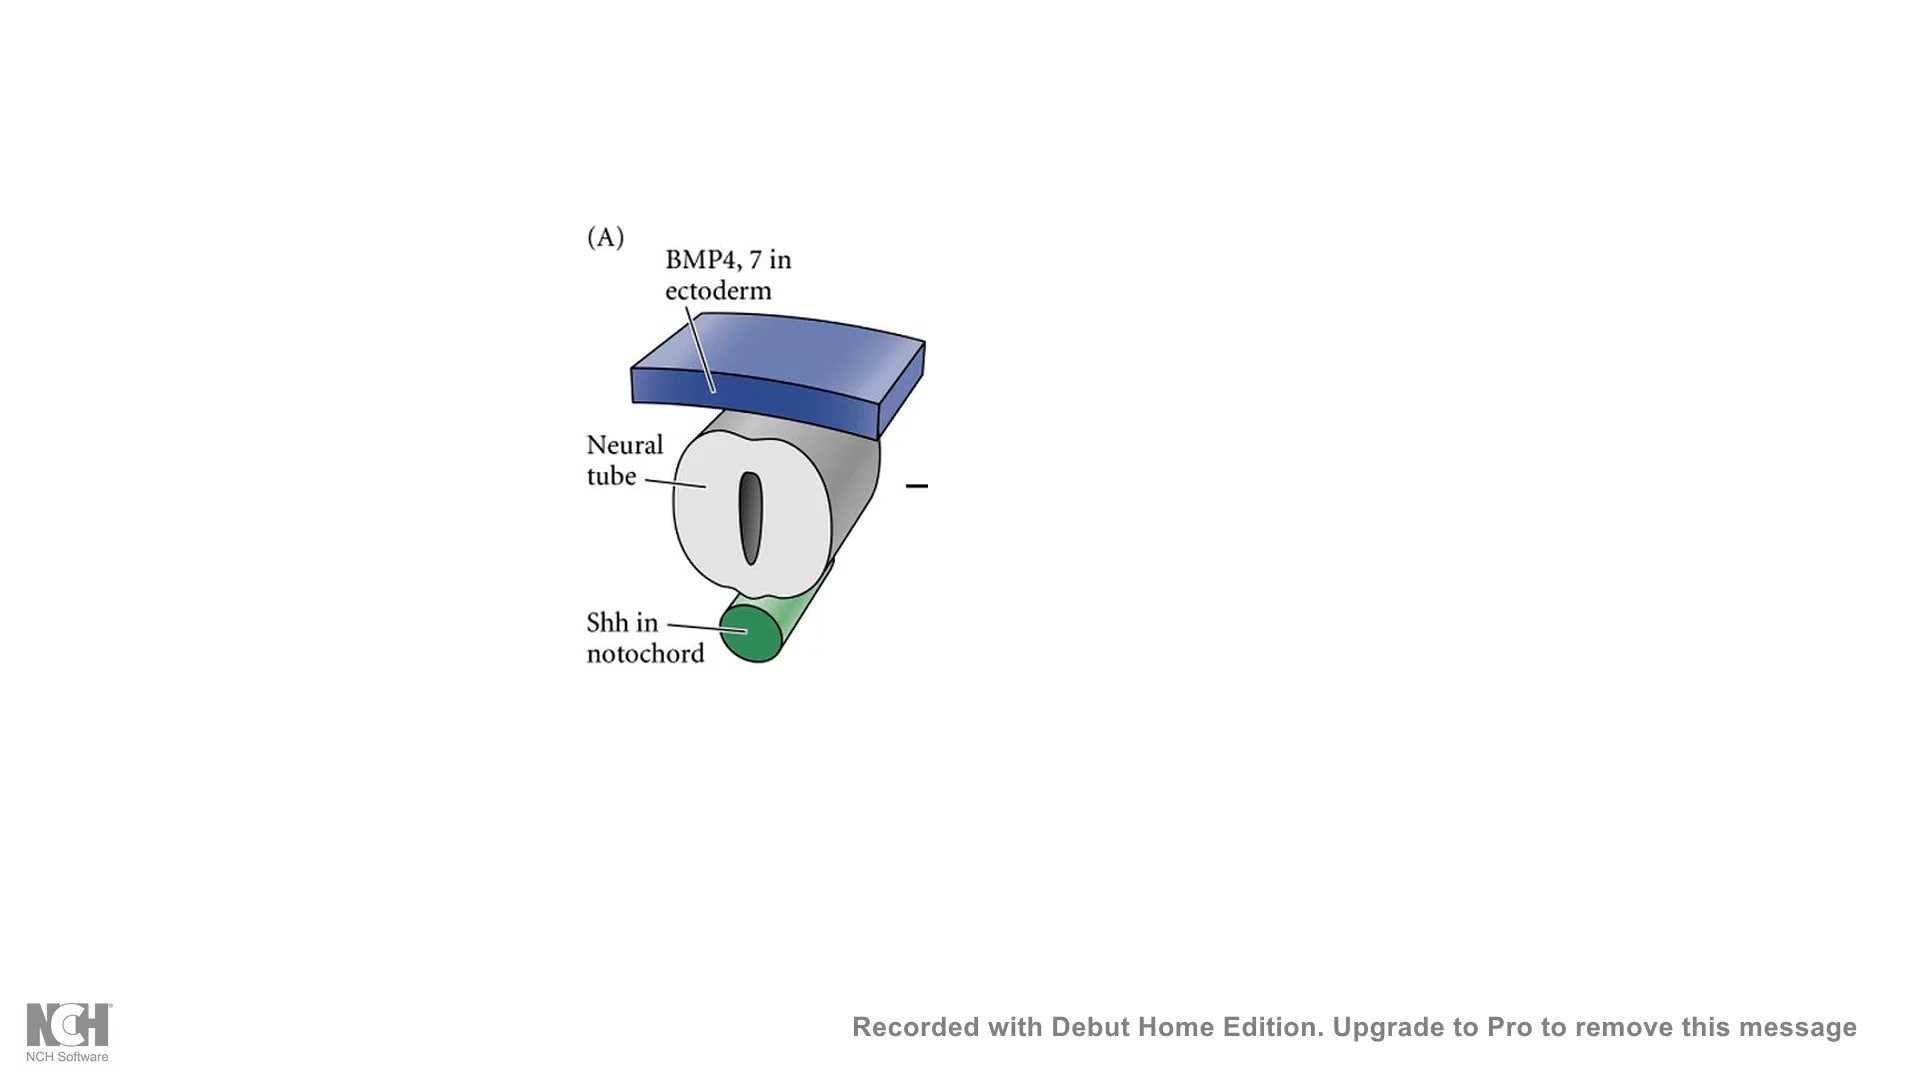 (A)
BMP4, 7 in
ectoderm
Neural
tube
Shh in
notochord
NCH
NCH Software
Recorded with Debut Home Edition. Upgrade to Pro to remove this message